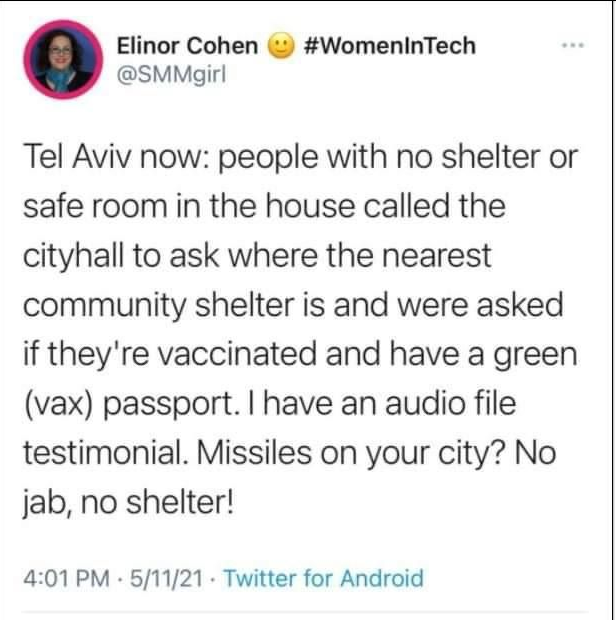 Elinor Cohen 🙂 #WomenInTech
@SMMgirl
Tel Aviv now: people with no shelter or
safe room in the house called the
cityhall to ask where the nearest
community shelter is and were asked
if they're vaccinated and have a green
(vax) passport. I have an audio file
testimonial. Missiles on your city? No
jab, no shelter!
4:01 PM · 5/11/21 · Twitter for Android